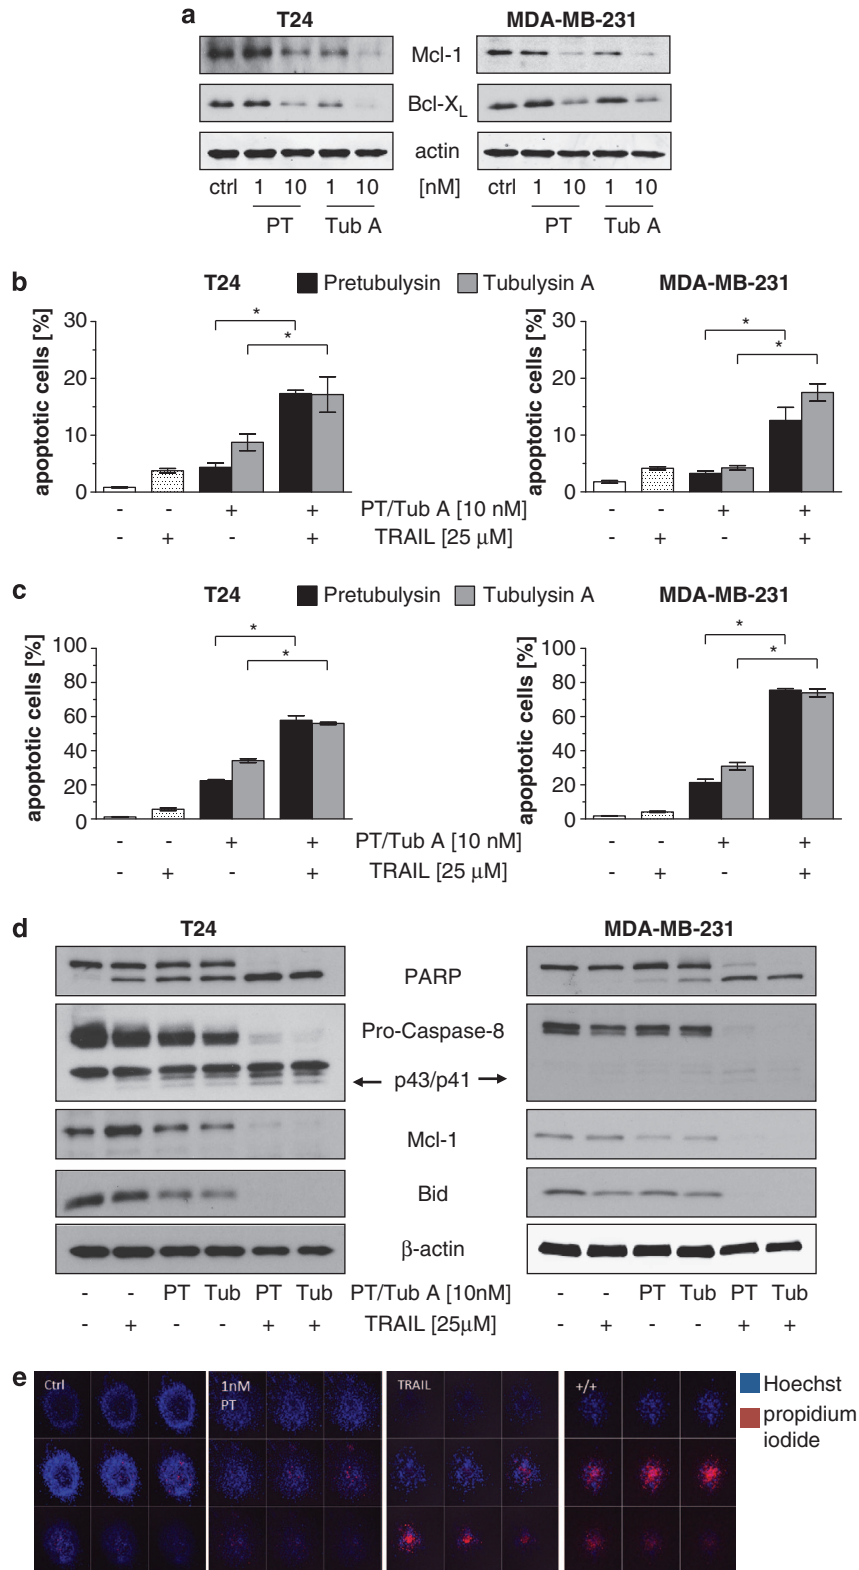 a
T24 MDA-MB-231
Mcl-1
Bcl-XL
actin
ctrl 1 10 1 10 [nM] ctrl 1 10 1 10
PT Tub A PT Tub A
b
T24 Pretubulysin Tubulysin A MDA-MB-231
apoptotic cells [%] 30 20 10 0
apoptotic cells [%] 30 20 10 0
- - + + PT/Tub A [10 nM] - - + +
- + - + TRAIL [25 μM] - + - +
c
T24 Pretubulysin Tubulysin A MDA-MB-231
apoptotic cells [%] 100 80 60 40 20 0
apoptotic cells [%] 100 80 60 40 20 0
- - + + PT/Tub A [10 nM] - - + +
- + - + TRAIL [25 μM] - + - +
d
T24 MDA-MB-231
PARP
Pro-Caspase-8
p43/p41
Mcl-1
Bid
β-actin
- - PT Tub PT Tub PT/Tub A [10nM] - - PT Tub PT Tub
- + - - + + TRAIL [25μM] - + - - + +
e
Ctrl 1nM PT TRAIL +/+
Hoechst
propidium
iodide